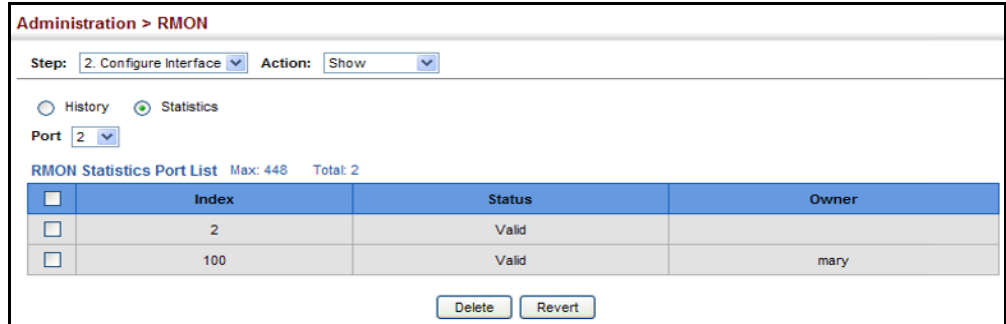 Administration > RMON
Step: 2. Configure Interface Action: Show
History Statistics
Port 2
RMON Statistics Port List Max: 448 Total: 2
Index Status Owner
2 Valid
100 Valid mary
Delete Revert